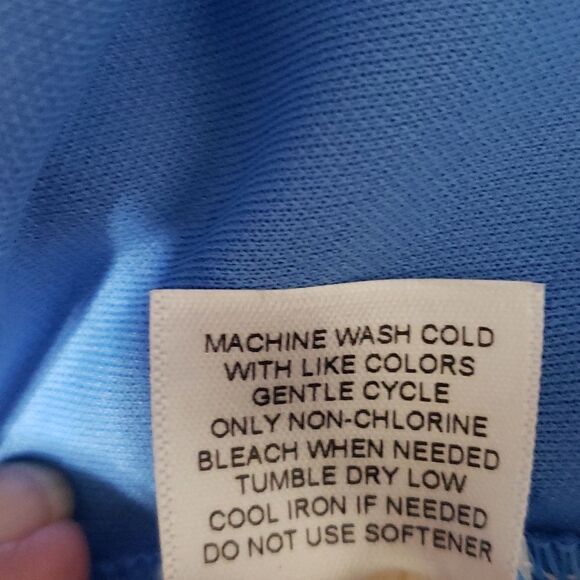 MACHINE WASH COLD
WITH LIKE COLORS
GENTLE CYCLE
ONLY NON-CHLORINE
BLEACH WHEN NEEDED
TUMBLE DRY LOW
COOL IRON IF NEEDED
DO NOT USE SOFTENER